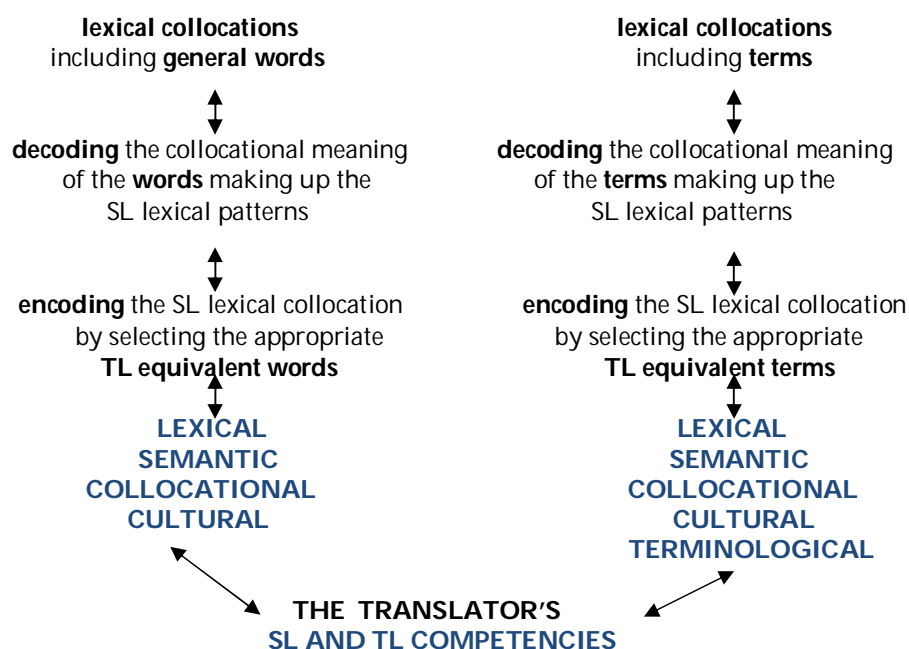 lexical collocations
including general words
decoding the collocational meaning
of the words making up the
SL lexical patterns
encoding the SL lexical collocation
by selecting the appropriate
TL equivalent words
LEXICAL
SEMANTIC
COLLOCATIONAL
CULTURAL
lexical collocations
including terms
decoding the collocational meaning
of the terms making up the
SL lexical patterns
encoding the SL lexical collocation
by selecting the appropriate
TL equivalent terms
LEXICAL
SEMANTIC
COLLOCATIONAL
CULTURAL
TERMINOLOGICAL
THE TRANSLATOR'S
SL AND TL COMPETENCIES